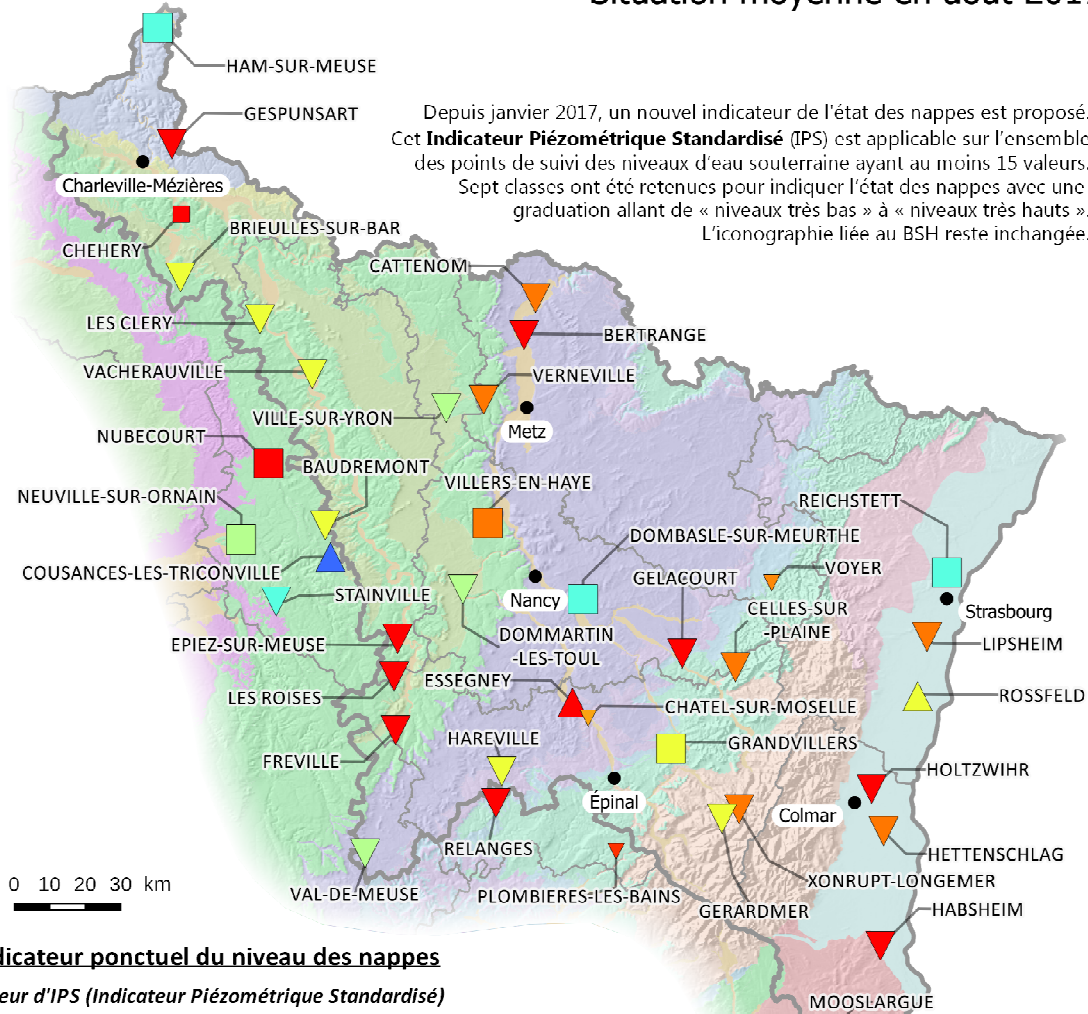 Situation moyenne en août 201
HAM-SUR-MEUSE
GESPUNSART
Depuis janvier 2017, un nouvel indicateur de l'état des nappes est proposé.
Cet Indicateur Piézométrique Standardisé (IPS) est applicable sur l'ensemble
des points de suivi des niveaux d'eau souterraine ayant au moins 15 valeurs.
Sept classes ont été retenues pour indiquer l'état des nappes avec une
graduation allant de « niveaux très bas » à « niveaux très hauts ».
L'iconographie liée au BSH reste inchangée.
Charleville-Mézières
CHEHERY
BRIEULLES-SUR-BAR
CATTENOM
LES CLERY
BERTRANGE
VACHERAUVILLE
VERNEVILLE
VILLE-SUR-YRON
Metz
NUBECOURT
BAUDREMONT
VILLERS-EN-HAYE
NEUVILLE-SUR-ORNAIN
REICHSTETT
DOMBASLE-SUR-MEURTHE
COUSANCES-LES-TRICONVILLE
GELACOURT
VOYER
STAINVILLE
Nancy
CELLES-SUR
-PLAINE
Strasbourg
EPIEZ-SUR-MEUSE
DOMMARTIN
-LES-TOUL
LIPSHEIM
ESSEGNEY
LES ROISES
CHATEL-SUR-MOSELLE
ROSSFELD
HAREVILLE
GRANDVILLERS
FREVILLE
HOLTZWIHR
Épinal
Colmar
RELANGES
HETTENSCHLAG
0 10 20 30 km
VAL-DE-MEUSE
PLOMBIERES-LES-BAINS
XONRUPT-LONGEMER
GERARDMER
HABSHEIM
dicateur ponctuel du niveau des nappes
eur d'IPS (Indicateur Piézométrique Standardisé)
MOOSLARGUE